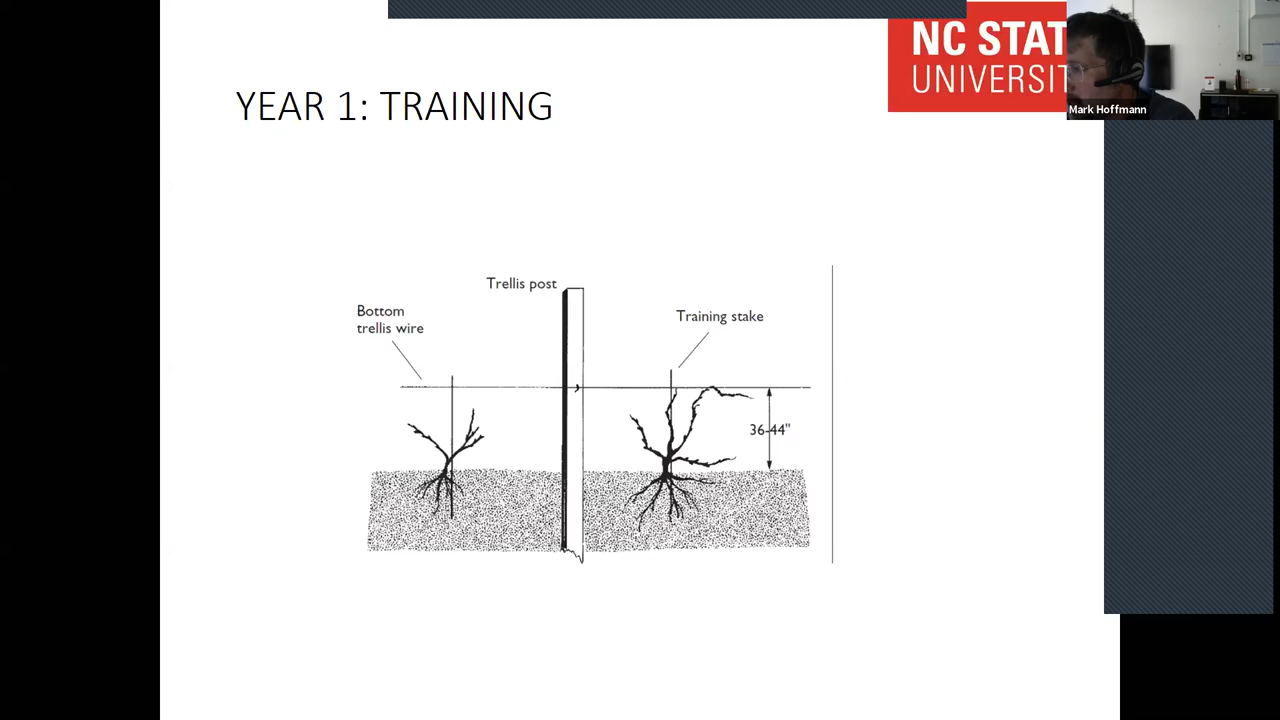 NC STAT
UNIVERSIT
Mark Hoffmann
YEAR 1: TRAINING
Trellis post
Bottom
trellis wire
Training stake
36-44"